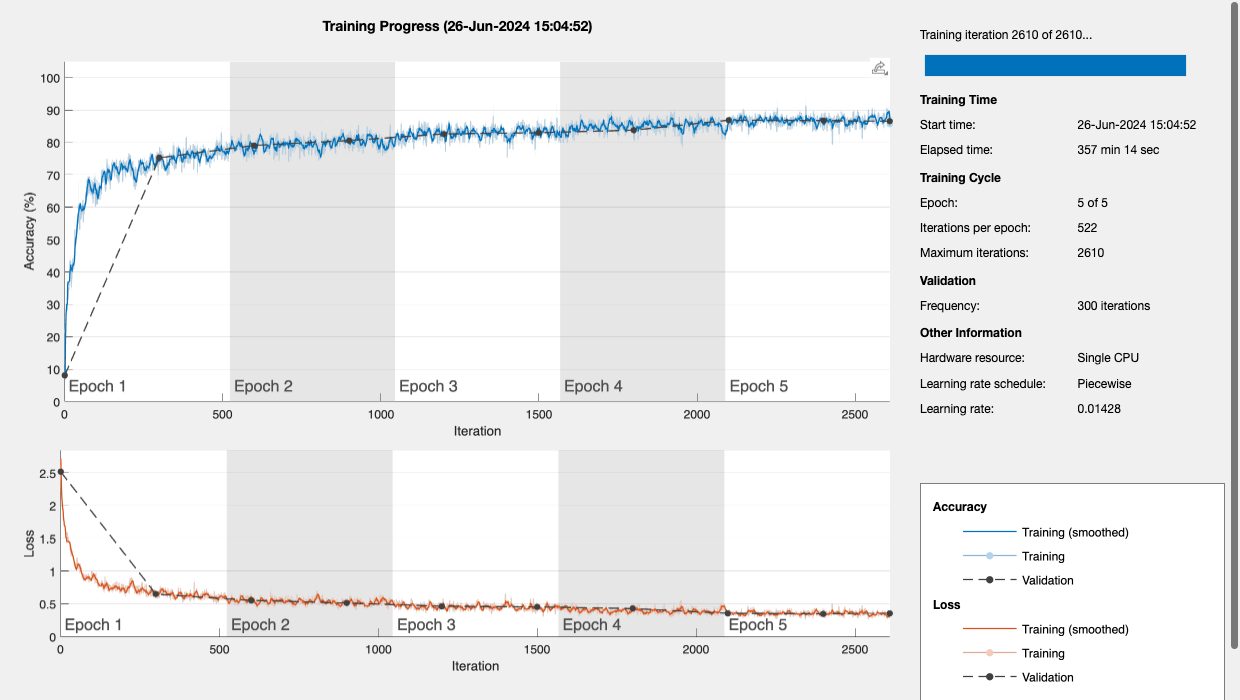 Training Progress (26-Jun-2024 15:04:52)
100
90
80
70
60
50
40
30
20
10
0
Accuracy (%)
Epoch 1
Epoch 2
Epoch 3
Epoch 4
Epoch 5
0
500
1000
1500
2000
2500
Iteration
2.5
2
1.5
1
0.5
0
Loss
Epoch 1
Epoch 2
Epoch 3
Epoch 4
Epoch 5
0
500
1000
1500
2000
2500
Iteration
Training iteration 2610 of 2610...
Training Time
Start time: 26-Jun-2024 15:04:52
Elapsed time: 357 min 14 sec
Training Cycle
Epoch: 5 of 5
Iterations per epoch: 522
Maximum iterations: 2610
Validation
Frequency: 300 iterations
Other Information
Hardware resource: Single CPU
Learning rate schedule: Piecewise
Learning rate: 0.01428
Accuracy
Training (smoothed)
Training
Validation
Loss
Training (smoothed)
Training
Validation